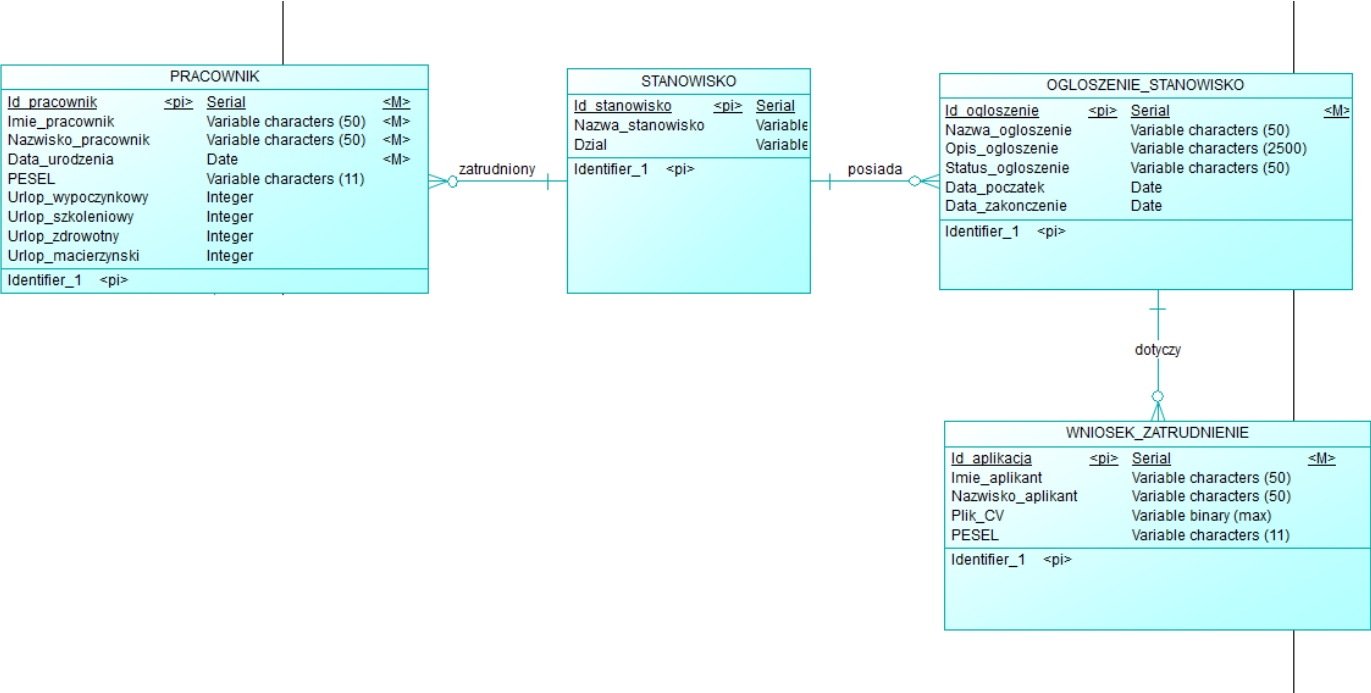 PRACOWNIK
Id_pracownik <pi> Serial <M>
Imie_pracownik Variable characters (50) <M>
Nazwisko_pracownik Variable characters (50) <M>
Data_urodzenia Date <M>
PESEL Variable characters (11)
Urlop_wypoczynkowy Integer
Urlop_szkoleniowy Integer
Urlop_zdrowotny Integer
Urlop_macierzynski Integer
Identifier_1 <pi>
zatrudniony
STANOWISKO
Id_stanowisko <pi> Serial
Nazwa_stanowisko Variable
Dzial Variable
Identifier_1 <pi>
posiada
OGLOSZENIE_STANOWISKO
Id_ogloszenie <pi> Serial <M>
Nazwa_ogloszenie Variable characters (50)
Opis_ogloszenie Variable characters (2500)
Status_ogloszenie Variable characters (50)
Data_poczatek Date
Data_zakonczenie Date
Identifier_1 <pi>
dotyczy
WNIOSEK_ZATRUDNIENIE
Id_aplikacja <pi> Serial <M>
Imie_aplikant Variable characters (50)
Nazwisko_aplikant Variable characters (50)
Plik_CV Variable binary (max)
PESEL Variable characters (11)
Identifier_1 <pi>